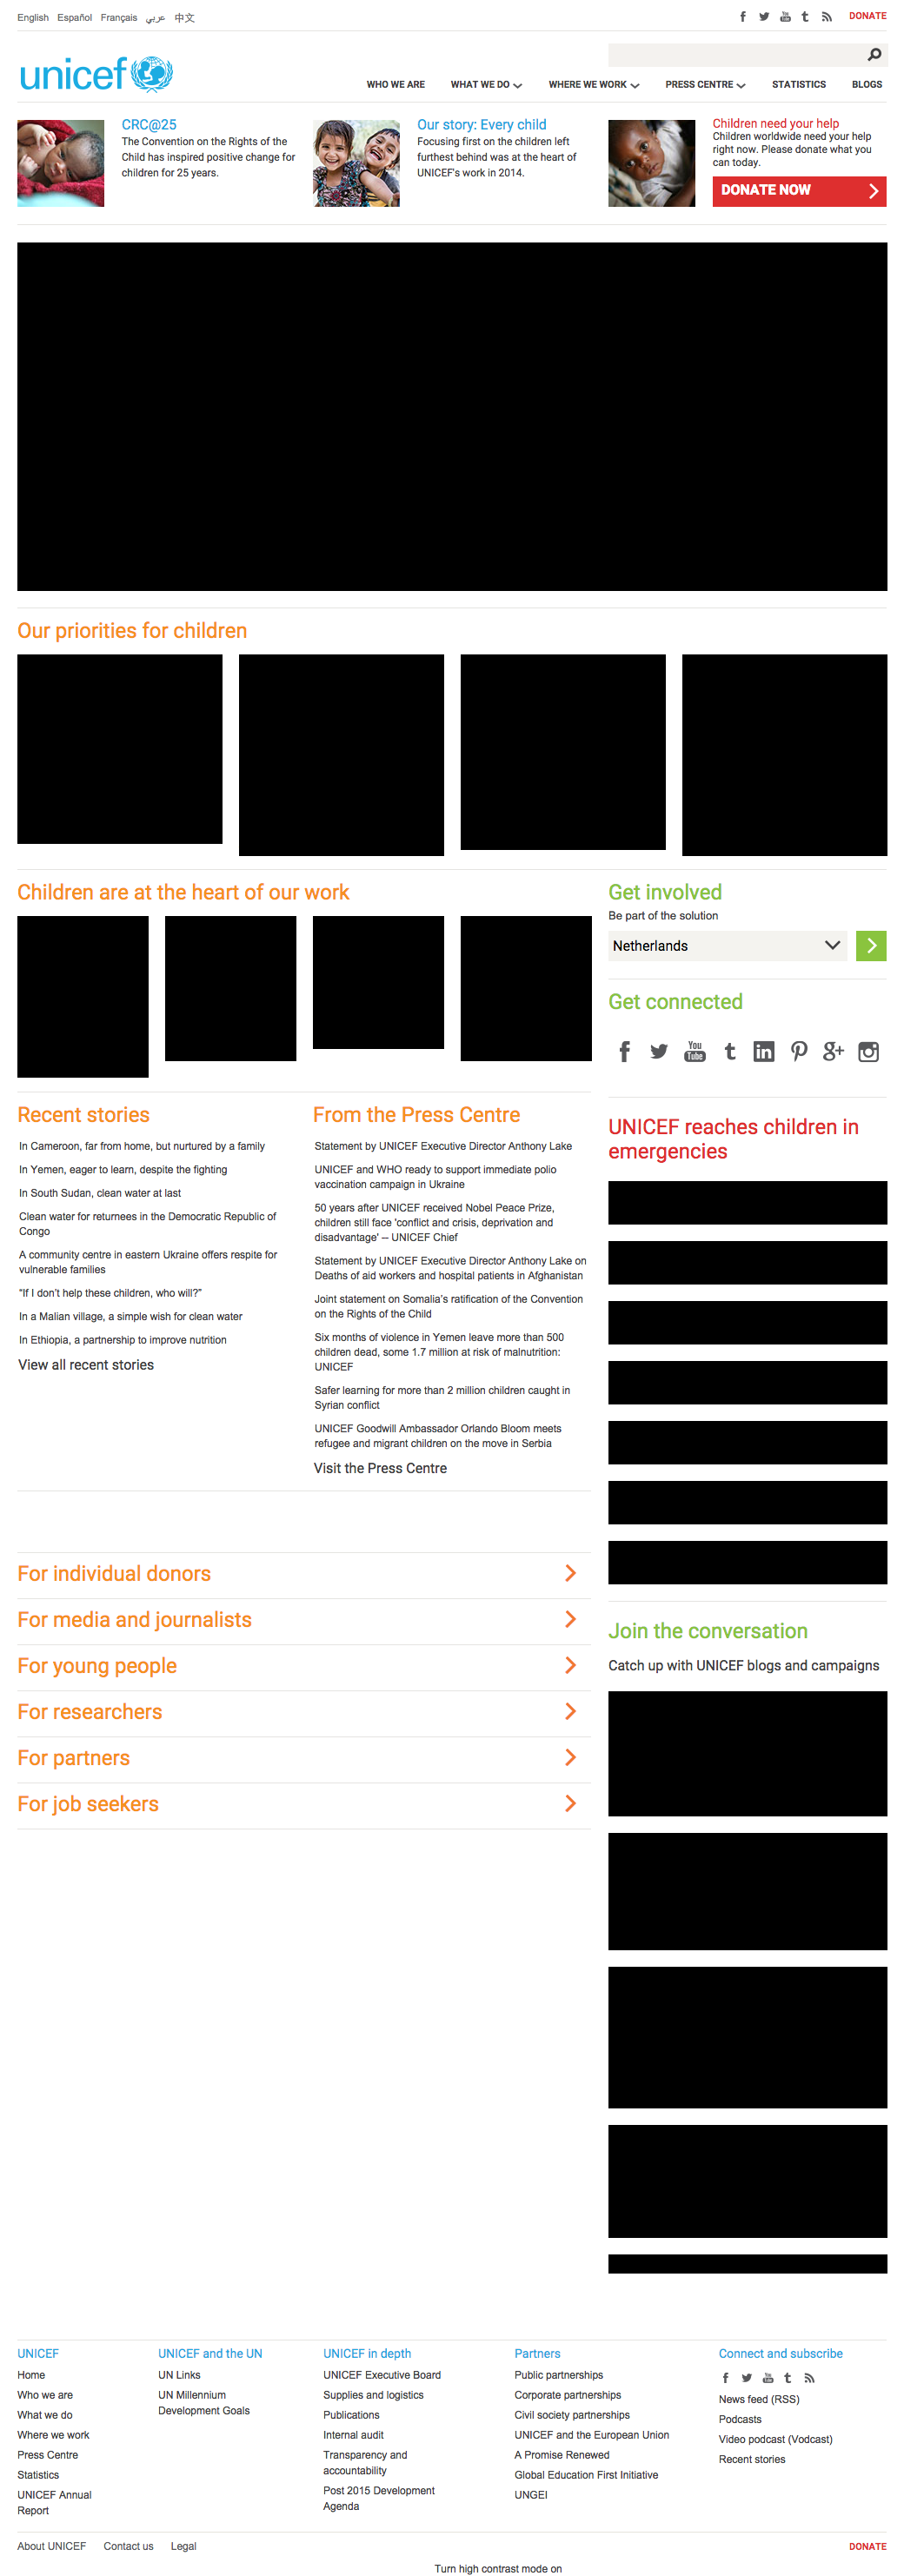 English Español Français عربي 中文
DONATE
unicef
WHO WE ARE WHAT WE DO WHERE WE WORK PRESS CENTRE STATISTICS BLOGS
CRC@25
The Convention on the Rights of the
Child has inspired positive change for
children for 25 years.
Our story: Every child
Focusing first on the children left
furthest behind was at the heart of
UNICEF's work in 2014.
Children need your help
Children worldwide need your help
right now. Please donate what you
can today.
DONATE NOW
Our priorities for children
Children are at the heart of our work
Get involved
Be part of the solution
Netherlands
Get connected
You
Tube
Recent stories
In Cameroon, far from home, but nurtured by a family
In Yemen, eager to learn, despite the fighting
In South Sudan, clean water at last
Clean water for returnees in the Democratic Republic of
Congo
A community centre in eastern Ukraine offers respite for
vulnerable families
“If I don’t help these children, who will?”
In a Malian village, a simple wish for clean water
In Ethiopia, a partnership to improve nutrition
View all recent stories
From the Press Centre
Statement by UNICEF Executive Director Anthony Lake
UNICEF and WHO ready to support immediate polio
vaccination campaign in Ukraine
50 years after UNICEF received Nobel Peace Prize,
children still face 'conflict and crisis, deprivation and
disadvantage' -- UNICEF Chief
Statement by UNICEF Executive Director Anthony Lake on
Deaths of aid workers and hospital patients in Afghanistan
Joint statement on Somalia’s ratification of the Convention
on the Rights of the Child
Six months of violence in Yemen leave more than 500
children dead, some 1.7 million at risk of malnutrition:
UNICEF
Safer learning for more than 2 million children caught in
Syrian conflict
UNICEF Goodwill Ambassador Orlando Bloom meets
refugee and migrant children on the move in Serbia
Visit the Press Centre
UNICEF reaches children in
emergencies
For individual donors
For media and journalists
For young people
For researchers
For partners
For job seekers
Join the conversation
Catch up with UNICEF blogs and campaigns
UNICEF
Home
Who we are
What we do
Where we work
Press Centre
Statistics
UNICEF Annual
Report
UNICEF and the UN
UN Links
UN Millennium
Development Goals
UNICEF in depth
UNICEF Executive Board
Supplies and logistics
Publications
Internal audit
Transparency and
accountability
Post 2015 Development
Agenda
Partners
Public partnerships
Corporate partnerships
Civil society partnerships
UNICEF and the European Union
A Promise Renewed
Global Education First Initiative
UNGEI
Connect and subscribe
News feed (RSS)
Podcasts
Video podcast (Vodcast)
Recent stories
About UNICEF Contact us Legal
DONATE
Turn high contrast mode on